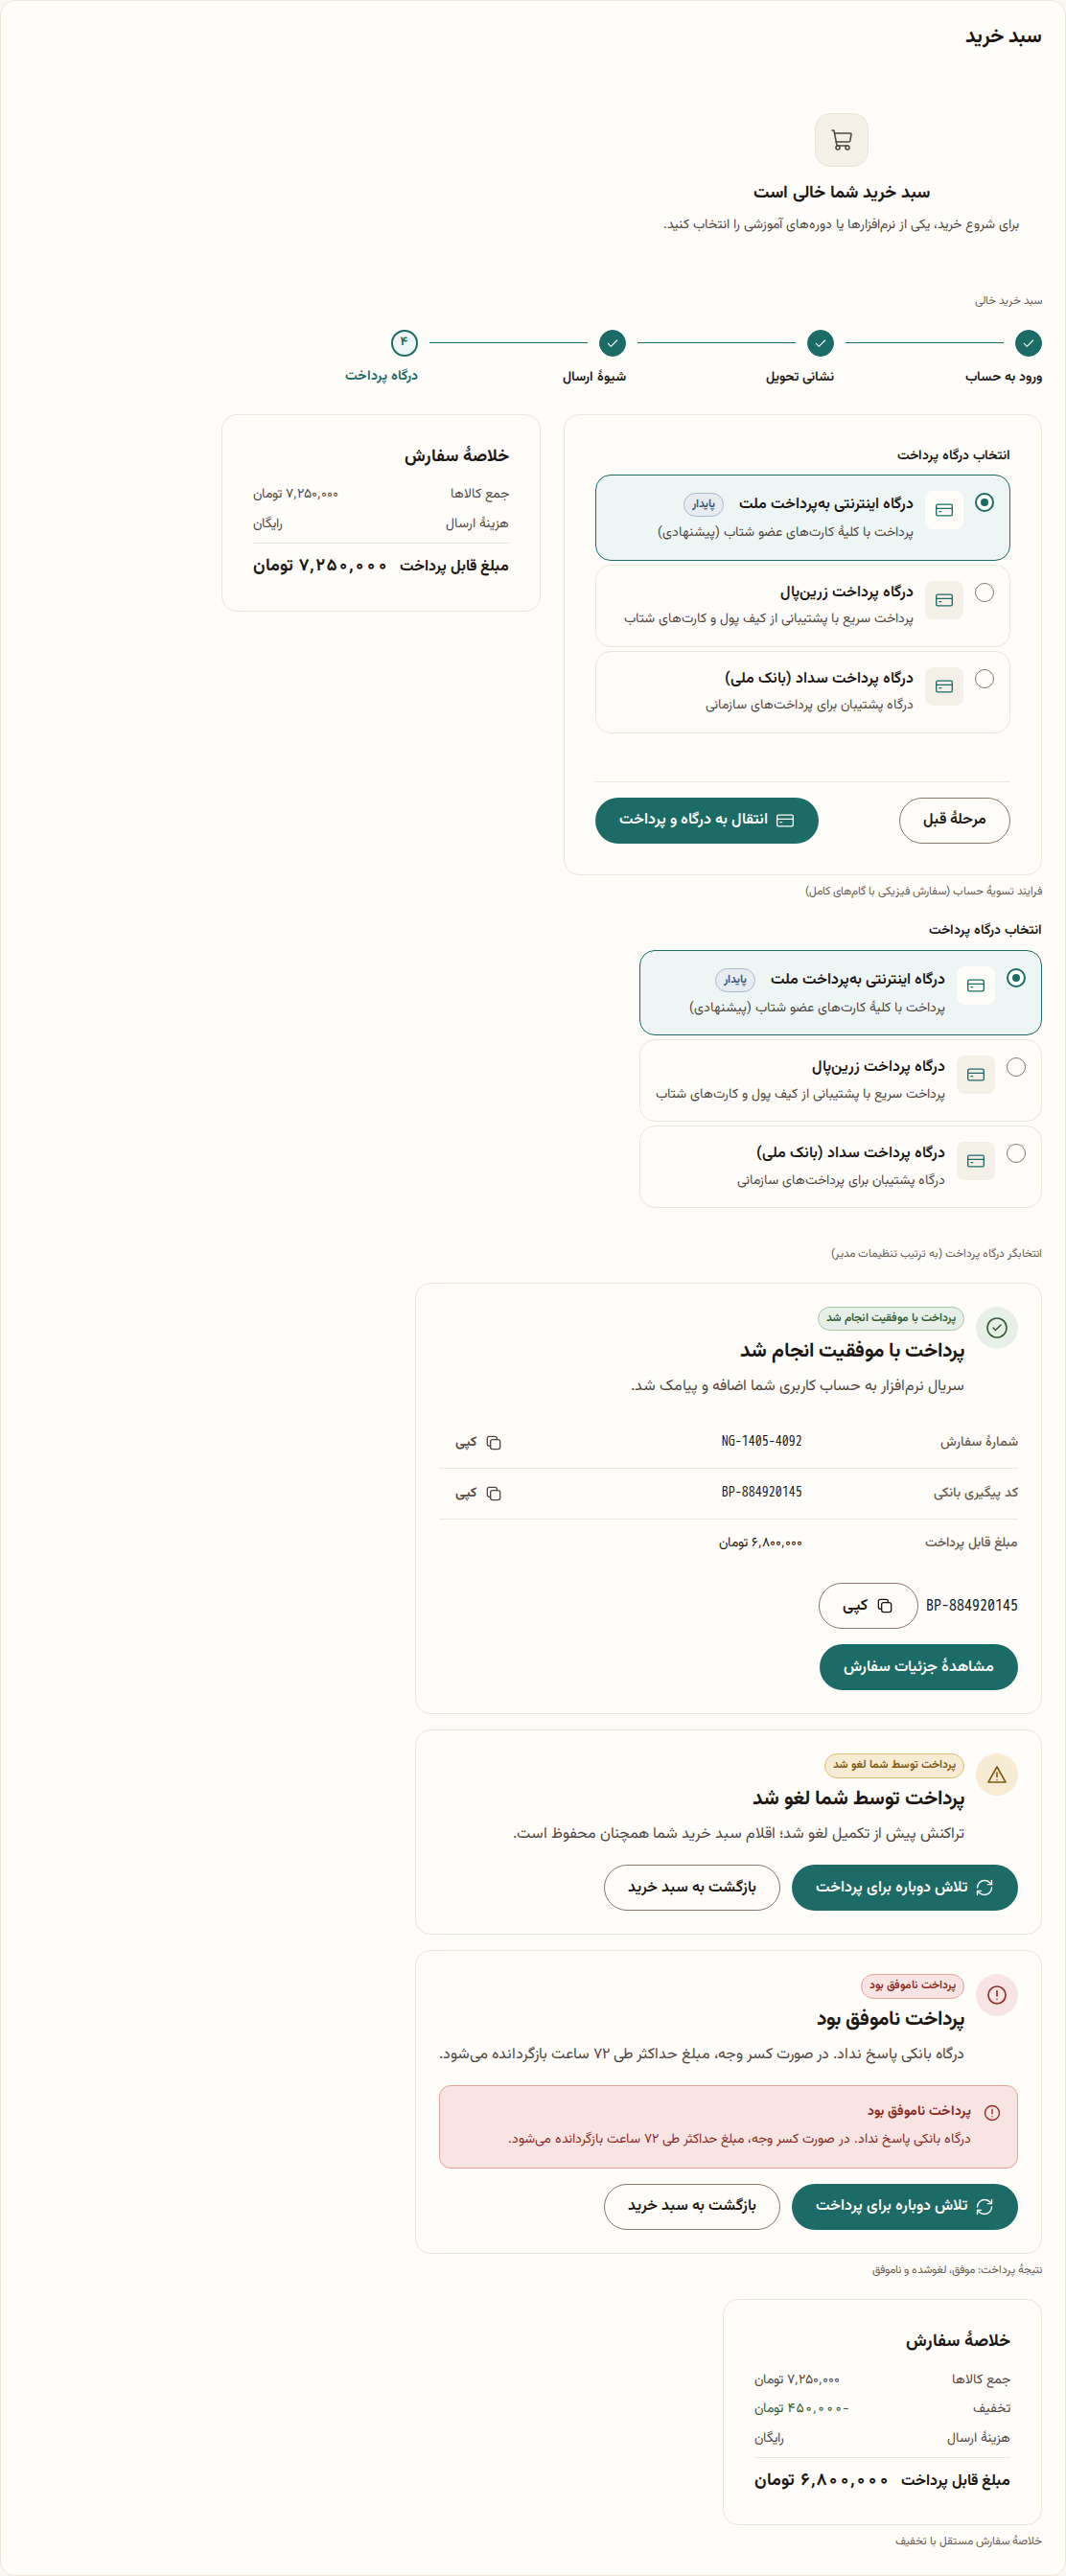 سبد خرید
سبد خرید شما خالی است
برای شروع خرید، یکی از نرم‌افزارها یا دوره‌های آموزشی را انتخاب کنید.
سبد خرید خالی
ورود به حساب
نشانی تحویل
شیوهٔ ارسال
۴
درگاه پرداخت
انتخاب درگاه پرداخت
درگاه اینترنتی به‌پرداخت ملت پایدار
پرداخت با کلیهٔ کارت‌های عضو شتاب (پیشنهادی)
درگاه پرداخت زرین‌پال
پرداخت سریع با پشتیبانی از کیف پول و کارت‌های شتاب
درگاه پرداخت سداد (بانک ملی)
درگاه پشتیبان برای پرداخت‌های سازمانی
مرحلهٔ قبل
انتقال به درگاه و پرداخت
خلاصهٔ سفارش
جمع کالاها ۷,۲۵۰,۰۰۰ تومان
هزینهٔ ارسال رایگان
مبلغ قابل پرداخت ۷,۲۵۰,۰۰۰ تومان
فرایند تسویهٔ حساب (سفارش فیزیکی با گام‌های کامل)
انتخاب درگاه پرداخت
درگاه اینترنتی به‌پرداخت ملت پایدار
پرداخت با کلیهٔ کارت‌های عضو شتاب (پیشنهادی)
درگاه پرداخت زرین‌پال
پرداخت سریع با پشتیبانی از کیف پول و کارت‌های شتاب
درگاه پرداخت سداد (بانک ملی)
درگاه پشتیبان برای پرداخت‌های سازمانی
انتخابگر درگاه پرداخت (به ترتیب تنظیمات مدیر)
پرداخت با موفقیت انجام شد
پرداخت با موفقیت انجام شد
سریال نرم‌افزار به حساب کاربری شما اضافه و پیامک شد.
شمارهٔ سفارش NG-1405-4092 کپی
کد پیگیری بانکی BP-884920145 کپی
مبلغ قابل پرداخت ۶,۸۰۰,۰۰۰ تومان
BP-884920145 کپی
مشاهدهٔ جزئیات سفارش
پرداخت توسط شما لغو شد
پرداخت توسط شما لغو شد
تراکنش پیش از تکمیل لغو شد؛ اقلام سبد خرید شما همچنان محفوظ است.
تلاش دوباره برای پرداخت
بازگشت به سبد خرید
پرداخت ناموفق بود
پرداخت ناموفق بود
درگاه بانکی پاسخ نداد. در صورت کسر وجه، مبلغ حداکثر طی ۷۲ ساعت بازگردانده می‌شود.
پرداخت ناموفق بود
درگاه بانکی پاسخ نداد. در صورت کسر وجه، مبلغ حداکثر طی ۷۲ ساعت بازگردانده می‌شود.
تلاش دوباره برای پرداخت
بازگشت به سبد خرید
نتیجهٔ پرداخت: موفق، لغوشده و ناموفق
خلاصهٔ سفارش
جمع کالاها ۷,۲۵۰,۰۰۰ تومان
تخفیف -۴۵۰,۰۰۰ تومان
هزینهٔ ارسال رایگان
مبلغ قابل پرداخت ۶,۸۰۰,۰۰۰ تومان
خلاصهٔ سفارش مستقل با تخفیف